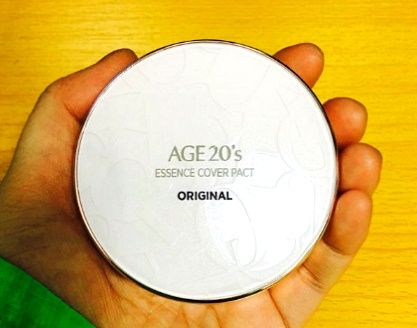 AGE 20's
ESSENCE COVER PACT
ORIGINAL